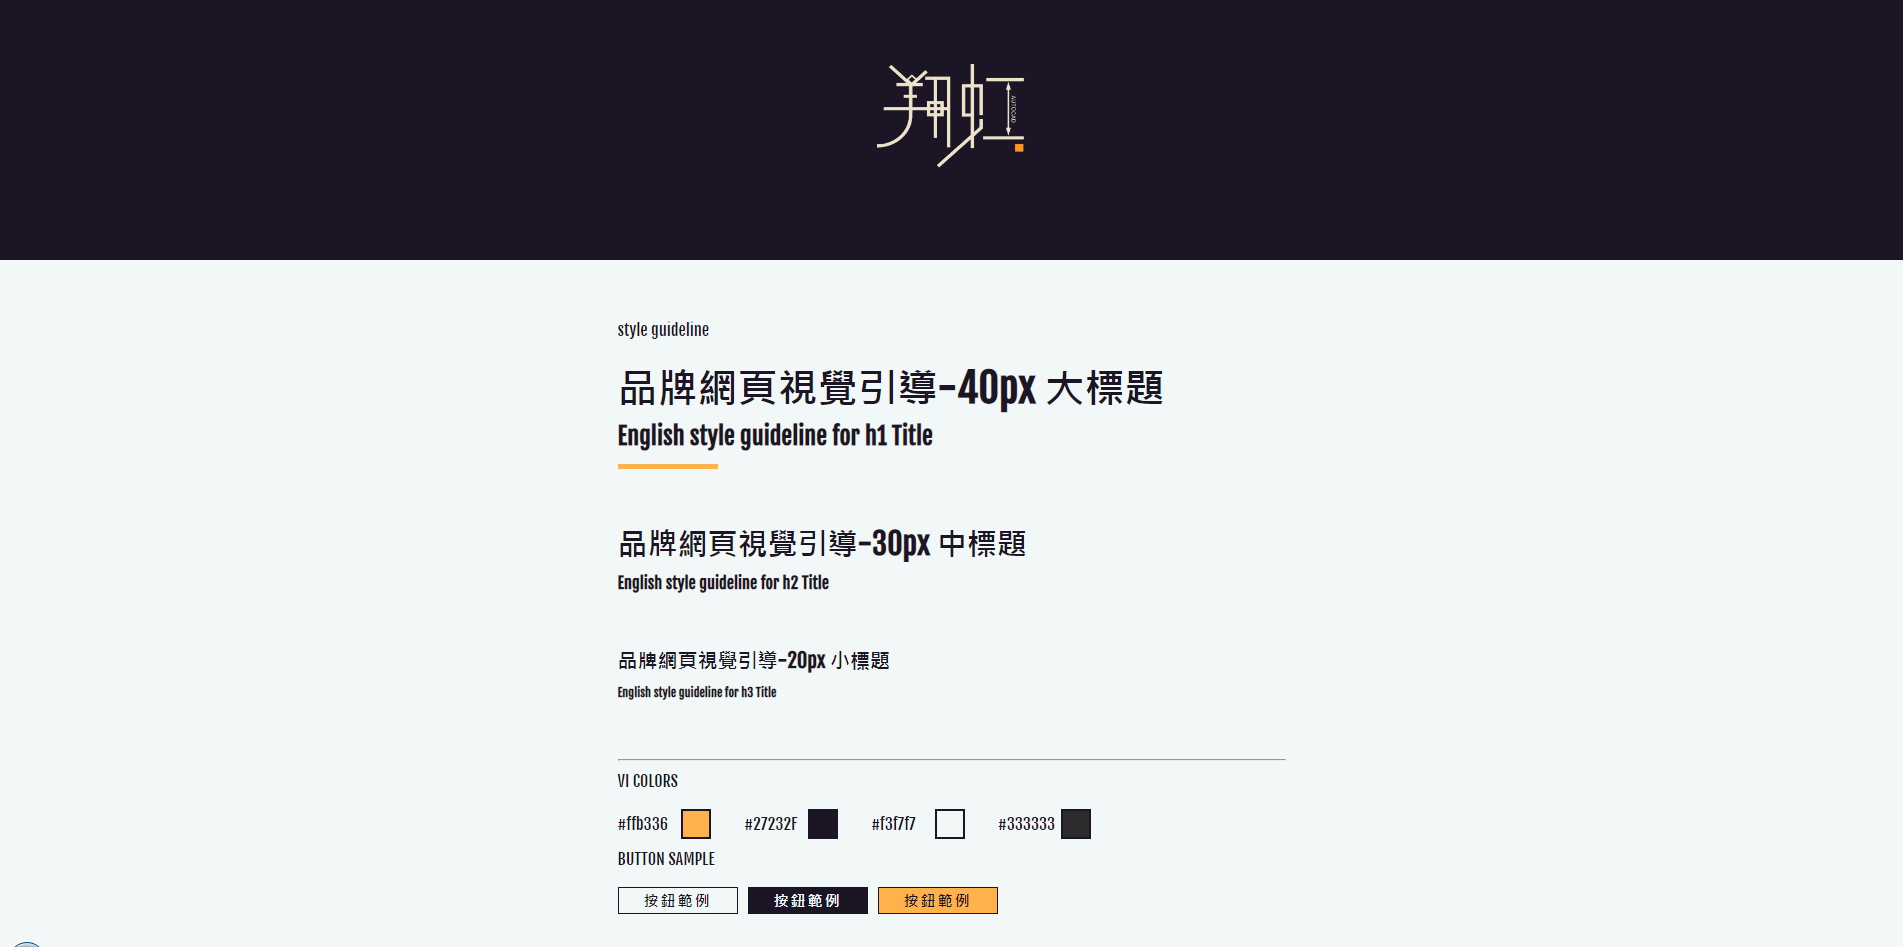 翔虹
AUTOCAD
style guideline
品牌網頁視覺引導-40px 大標題
English style guideline for h1 Title
品牌網頁視覺引導-30px 中標題
English style guideline for h2 Title
品牌網頁視覺引導-20px 小標題
English style guideline for h3 Title
VI COLORS
#ffb336 #27232F #f3f7f7 #333333
BUTTON SAMPLE
按鈕範例 按鈕範例 按鈕範例